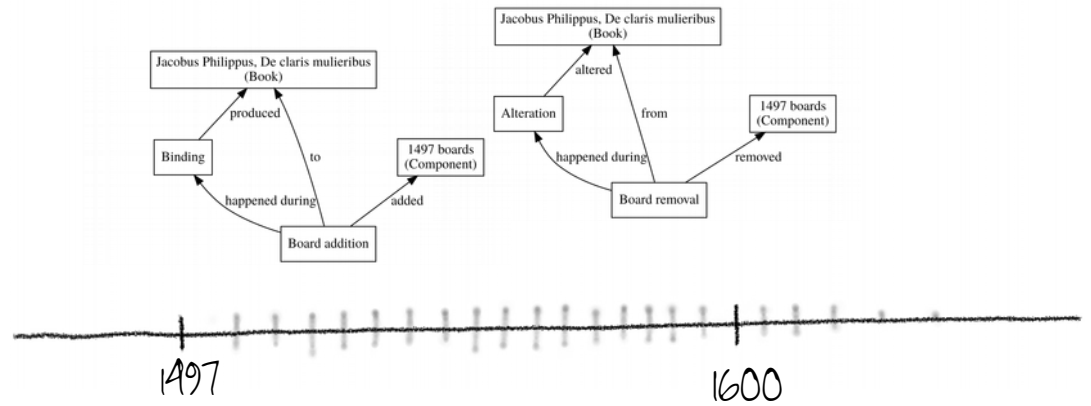 Jacobus Philippus, De claris mulieribus
(Book)
produced
Binding
to
1497 boards
(Component)
happened during
added
Board addition
Jacobus Philippus, De claris mulieribus
(Book)
altered
Alteration
from
1497 boards
(Component)
happened during
removed
Board removal
1497
1600